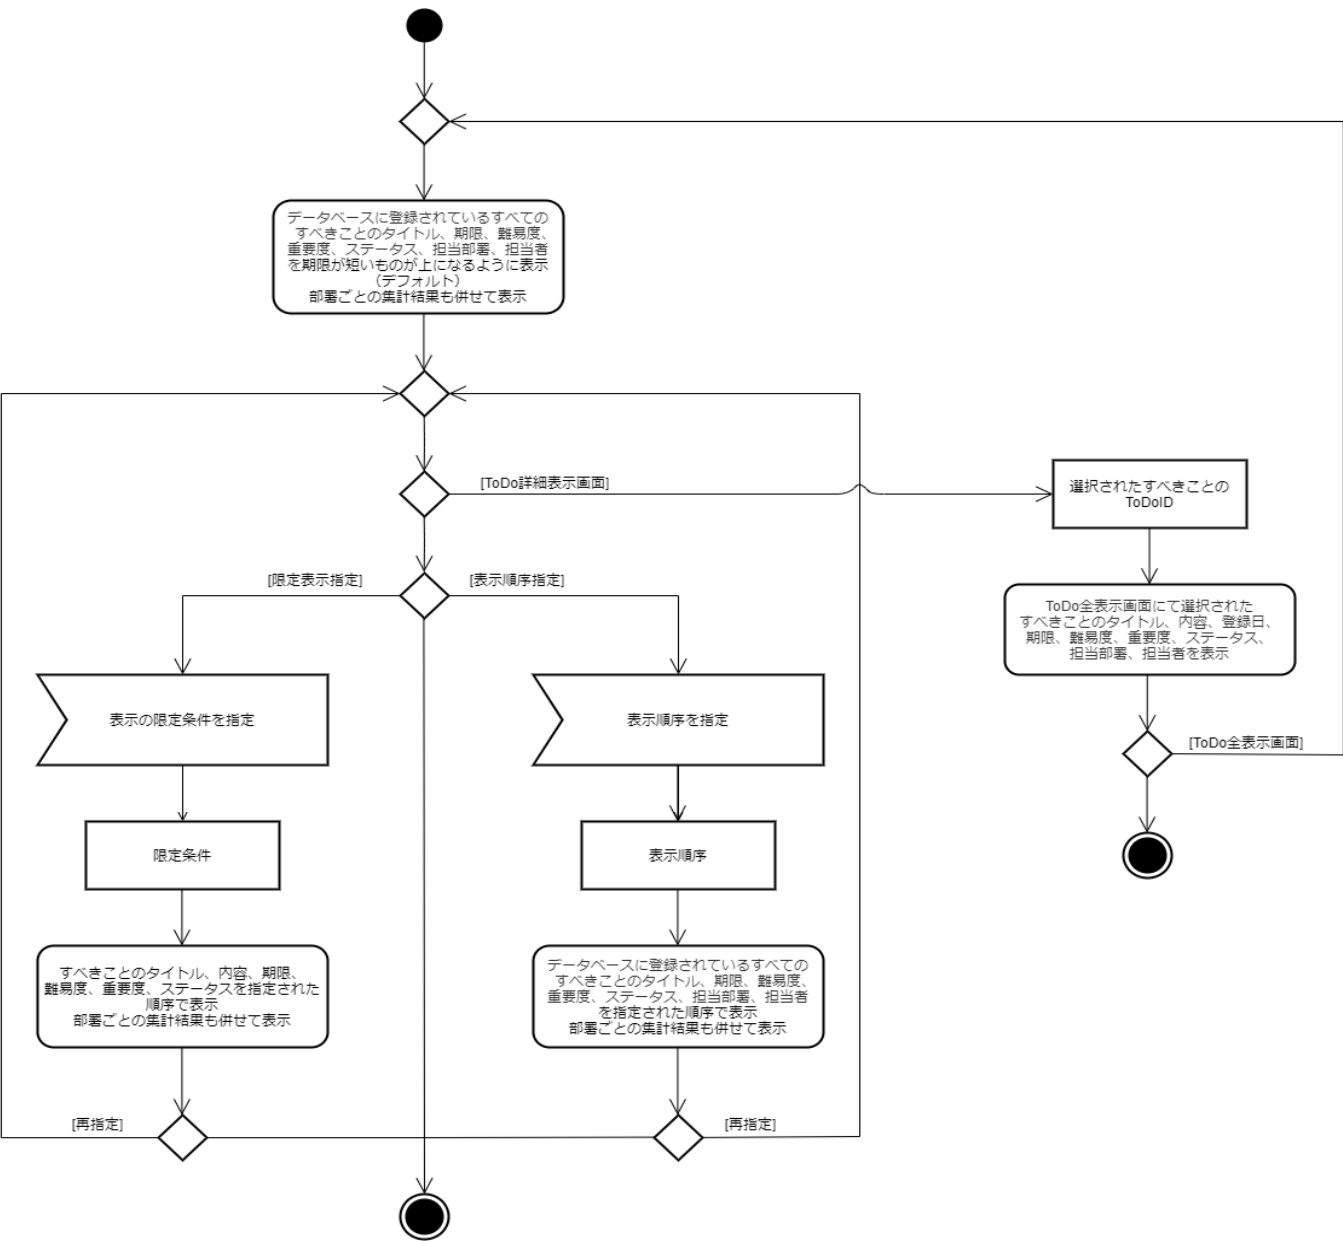 データベースに登録されているすべての
すべきことのタイトル、期限、難易度、
重要度、ステータス、担当部署、担当者
を期限が短いものが上になるように表示
（デフォルト）
部署ごとの集計結果も併せて表示
[ToDo詳細表示画面]
選択されたすべきことの
ToDoID
[限定表示指定]
[表示順序指定]
ToDo全表示画面にて選択された
すべきことのタイトル、内容、登録日、
期限、難易度、重要度、ステータス、
担当部署、担当者を表示
表示の限定条件を指定
表示順序を指定
[ToDo全表示画面]
限定条件
表示順序
すべきことのタイトル、内容、期限、
難易度、重要度、ステータスを指定された
順序で表示
部署ごとの集計結果も併せて表示
データベースに登録されているすべての
すべきことのタイトル、期限、難易度、
重要度、ステータス、担当部署、担当者
を指定された順序で表示
部署ごとの集計結果も併せて表示
[再指定]
[再指定]